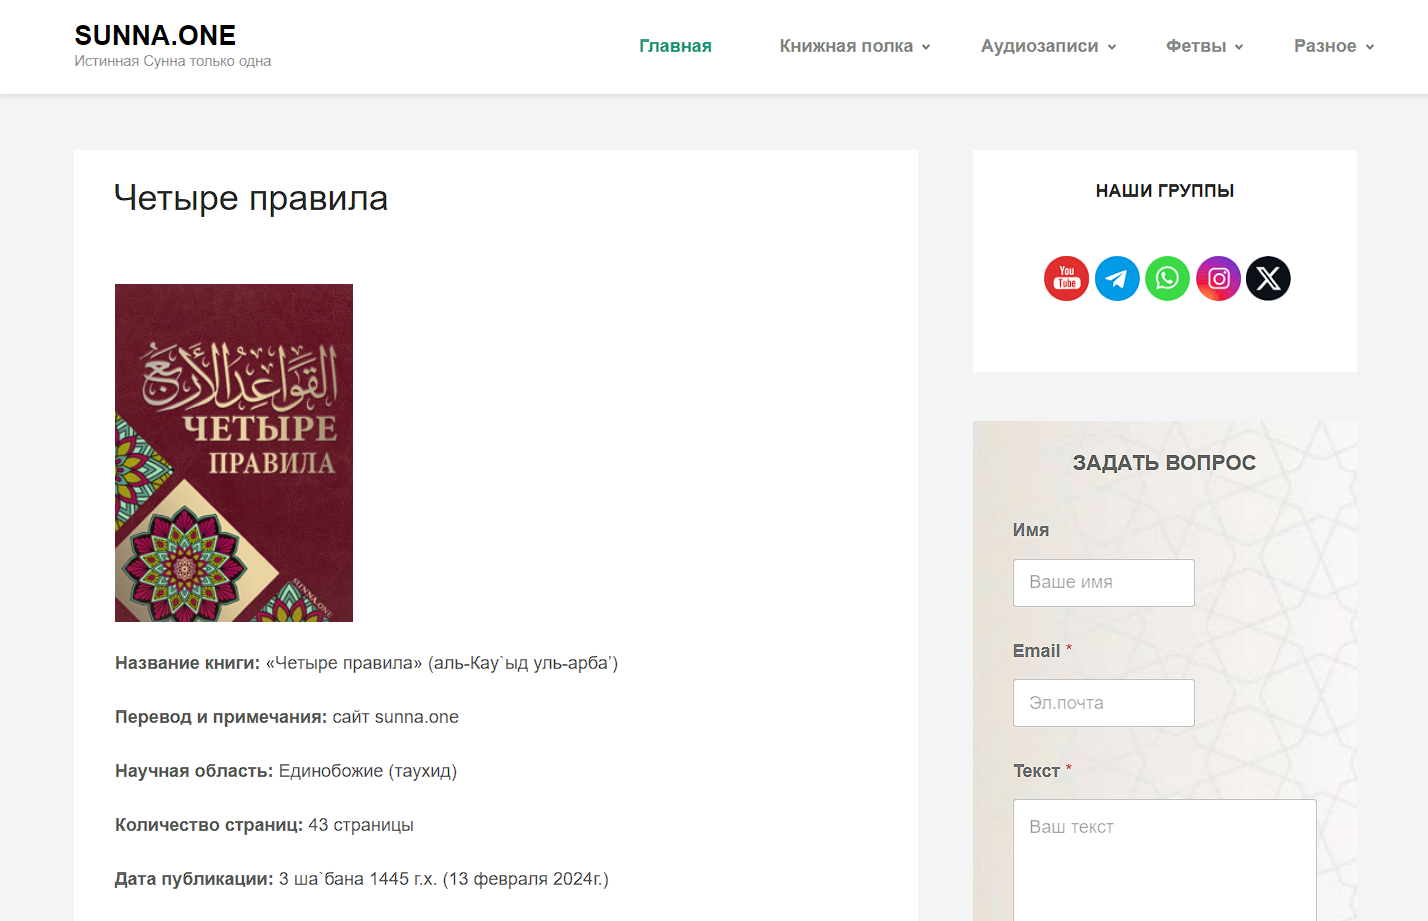 SUNNA.ONE
Истинная Сунна только одна
Главная
Книжная полка
Аудиозаписи
Фетвы
Разное
Четыре правила
القواعد الأربع
ЧЕТЫРЕ
ПРАВИЛА
SUNNA.ONE
Название книги: «Четыре правила» (аль-Кау`ыд уль-арба’)
Перевод и примечания: сайт sunna.one
Научная область: Единобожие (таухид)
Количество страниц: 43 страницы
Дата публикации: 3 ша`бана 1445 г.х. (13 февраля 2024г.)
НАШИ ГРУППЫ
You
Tube
ЗАДАТЬ ВОПРОС
Имя
Ваше имя
Email *
Эл.почта
Текст *
Ваш текст